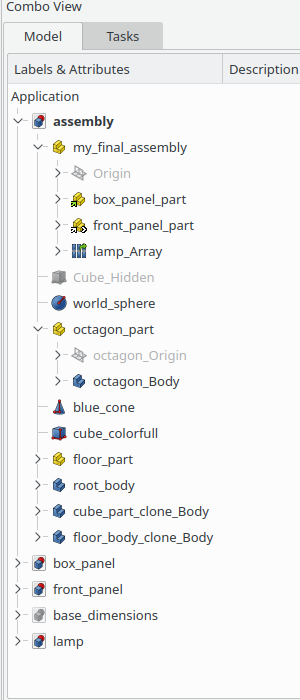 Combo View
Model Tasks
Labels & Attributes Description
Application
assembly
my_final_assembly
Origin
box_panel_part
front_panel_part
lamp_Array
Cube_Hidden
world_sphere
octagon_part
octagon_Origin
octagon_Body
blue_cone
cube_colorfull
floor_part
root_body
cube_part_clone_Body
floor_body_clone_Body
box_panel
front_panel
base_dimensions
lamp